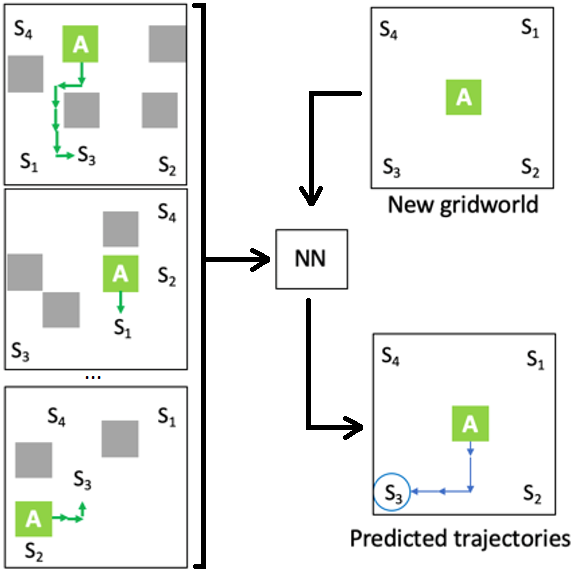 S₄
A
S₁
S₃
S₂
S₄
A
S₂
S₁
S₃
...
S₄
S₁
S₃
A
S₂
NN
S₄
S₁
A
S₃
S₂
New gridworld
S₄
S₁
A
S₃
S₂
Predicted trajectories